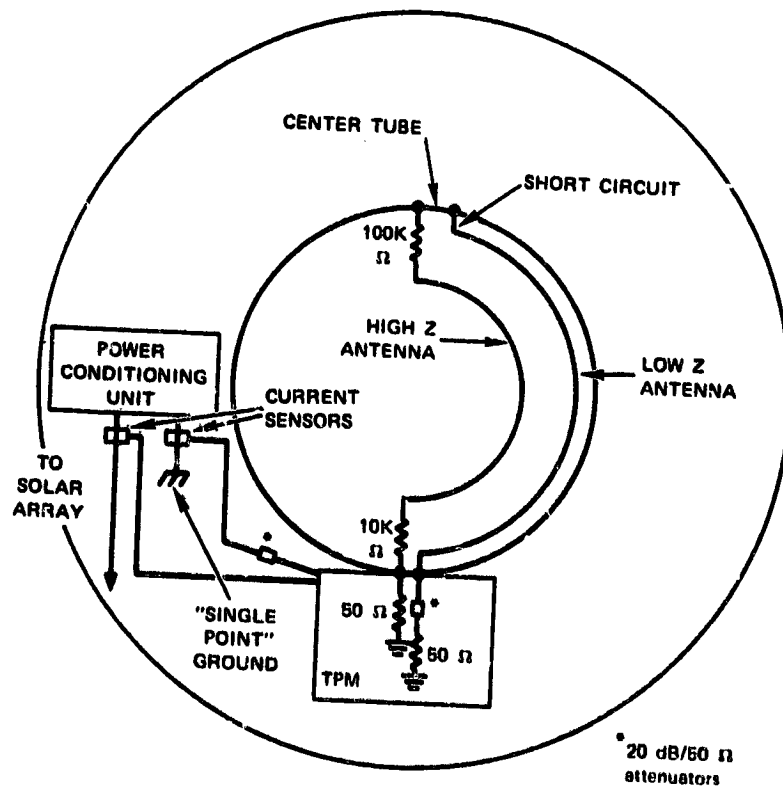 CENTER TUBE
SHORT CIRCUIT
100K
Ω
HIGH Z
ANTENNA
LOW Z
ANTENNA
POWER
CONDITIONING
UNIT
CURRENT
SENSORS
TO
SOLAR
ARRAY
10K
Ω
*
"SINGLE
POINT"
GROUND
50 Ω
*
50 Ω
TPM
* 20 dB/50 Ω
attenuators